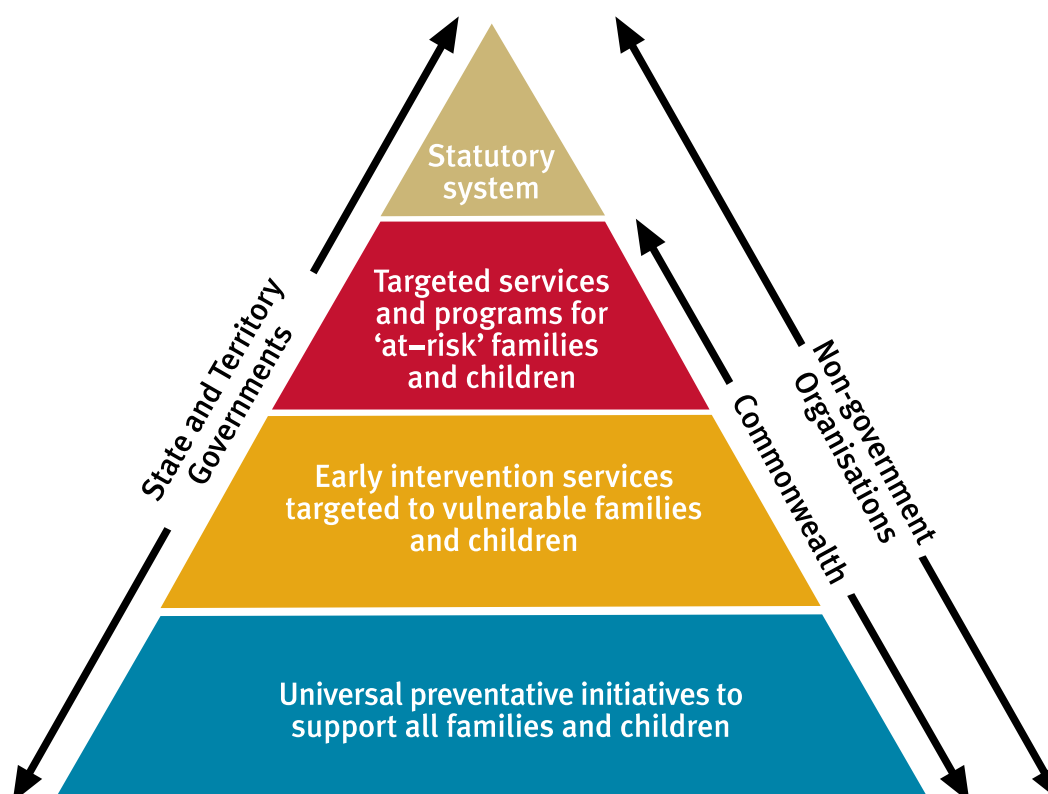 Statutory
system
Targeted services
and programs for
‘at–risk’ families
and children
Early intervention services
targeted to vulnerable families
and children
Universal preventative initiatives to
support all families and children
State and Territory
Governments
Commonwealth
Non-government
Organisations